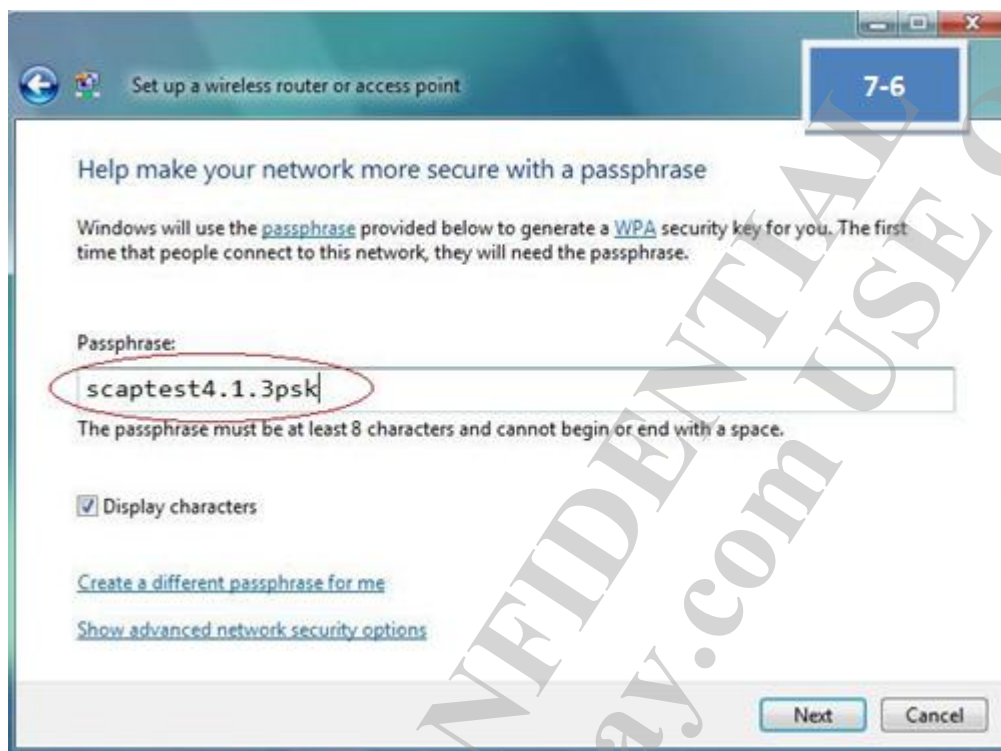 Set up a wireless router or access point
7-6
Help make your network more secure with a passphrase
Windows will use the passphrase provided below to generate a WPA security key for you. The first
time that people connect to this network, they will need the passphrase.
Passphrase:
scaptest4.1.3psk
The passphrase must be at least 8 characters and cannot begin or end with a space.
Display characters
Create a different passphrase for me
Show advanced network security options
Next
Cancel
NFIDENTIAL
y.com USE